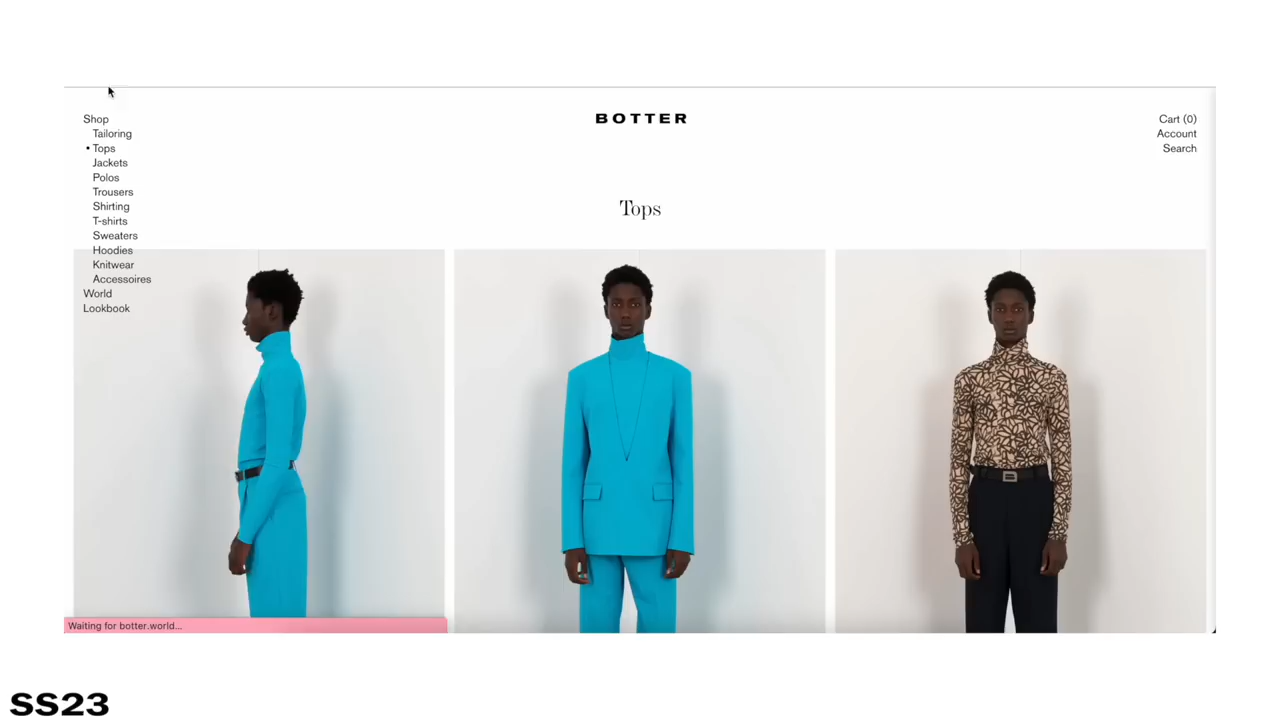 Shop
Tailoring
• Tops
Jackets
Polos
Trousers
Shirting
T-shirts
Sweaters
Hoodies
Knitwear
Accessoires
World
Lookbook
BOTTER
Cart (0)
Account
Search
Tops
Waiting for botter.world...
SS23